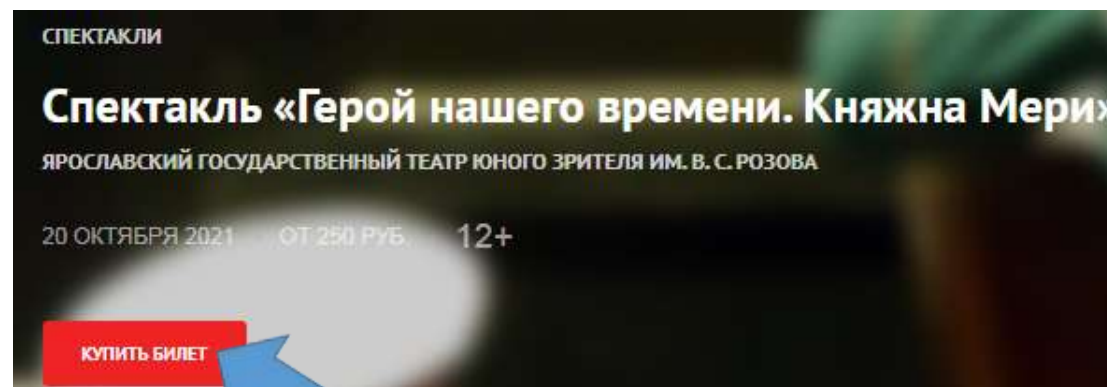 СПЕКТАКЛИ
Спектакль «Герой нашего времени. Княжна Мери»
ЯРОСЛАВСКИЙ ГОСУДАРСТВЕННЫЙ ТЕАТР ЮНОГО ЗРИТЕЛЯ ИМ. В. С. РОЗОВА
20 ОКТЯБРЯ 2021 ОТ 250 РУБ. 12+
КУПИТЬ БИЛЕТ